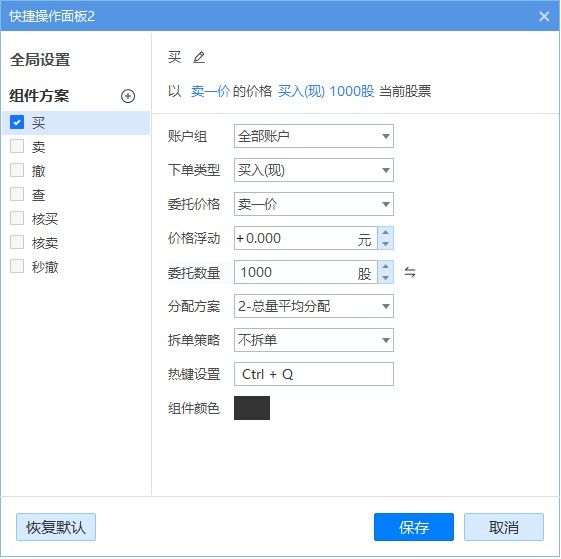 快捷操作面板2
全局设置
组件方案
买
卖
撤
查
核买
核卖
秒撤
买
以 卖一价的价格 买入(现) 1000股 当前股票
账户组 全部账户
下单类型 买入(现)
委托价格 卖一价
价格浮动 +0.000 元
委托数量 1000 股
分配方案 2-总量平均分配
拆单策略 不拆单
热键设置 Ctrl + Q
组件颜色
恢复默认 保存 取消